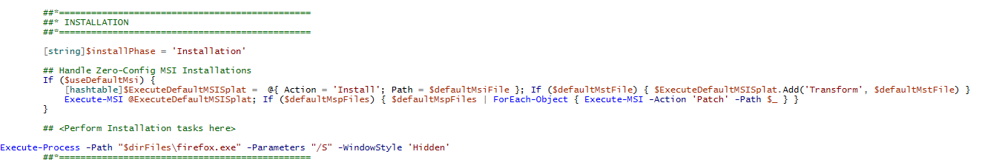 ##*===============================================
##* INSTALLATION
##*===============================================
[string]$installPhase = 'Installation'
## Handle Zero-Config MSI Installations
If ($useDefaultMsi) {
[hashtable]$ExecuteDefaultMSISplat =  @{ Action = 'Install'; Path = $defaultMsiFile }; If ($defaultMstFile) { $ExecuteDefaultMSISplat.Add('Transform', $defaultMstFile) }
Execute-MSI @ExecuteDefaultMSISplat; If ($defaultMspFiles) { $defaultMspFiles | ForEach-Object { Execute-MSI -Action 'Patch' -Path $_ } }
}
## <Perform Installation tasks here>
Execute-Process -Path "$dirFiles\firefox.exe" -Parameters "/S" -WindowStyle 'Hidden'
##*===============================================